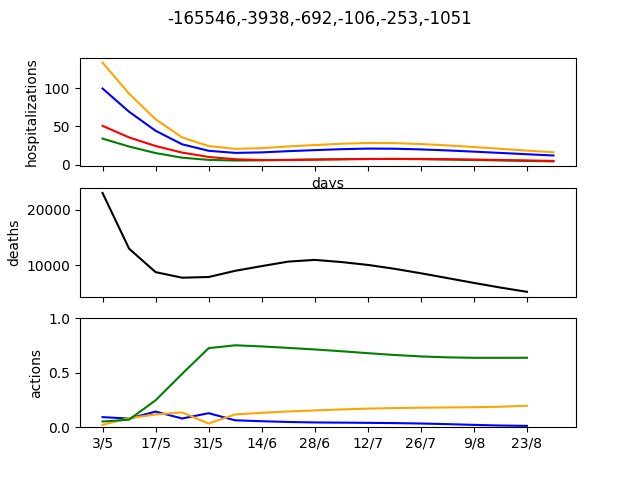 -165546,-3938,-692,-106,-253,-1051
hospitalizations
100
50
0
days
deaths
20000
10000
actions
1.0
0.5
0.0
3/5 17/5 31/5 14/6 28/6 12/7 26/7 9/8 23/8